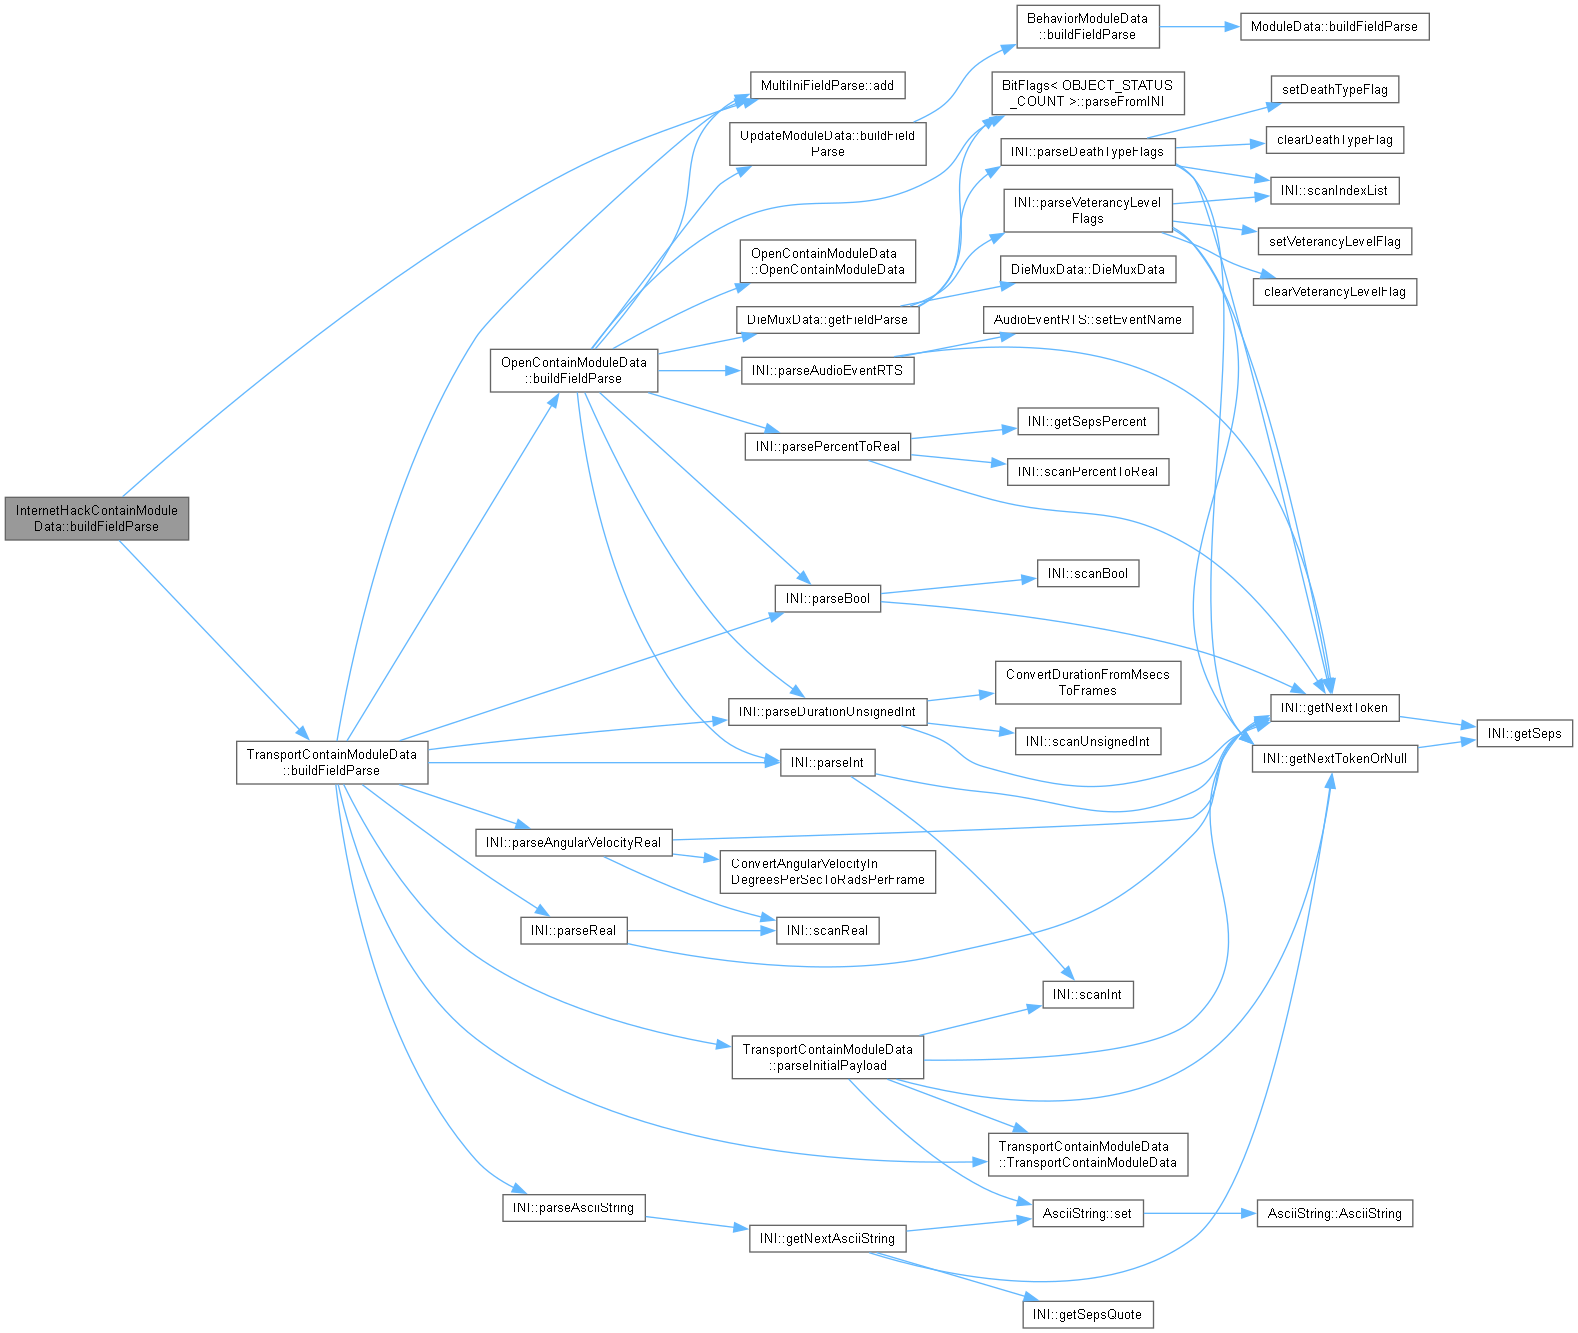 BehaviorModuleData
::buildFieldParse
ModuleData::buildFieldParse
MultiIniFieldParse::add
BitFlags< OBJECT_STATUS
_COUNT >::parseFromINI
setDeathTypeFlag
UpdateModuleData::buildField
Parse
INI::parseDeathTypeFlags
clearDeathTypeFlag
INI::scanIndexList
INI::parseVeterancyLevel
Flags
setVeterancyLevelFlag
OpenContainModuleData
::OpenContainModuleData
DieMuxData::DieMuxData
clearVeterancyLevelFlag
DieMuxData::getFieldParse
AudioEventRTS::setEventName
OpenContainModuleData
::buildFieldParse
INI::parseAudioEventRTS
INI::getSepsPercent
INI::parsePercentToReal
INI::scanPercentToReal
InternetHackContainModule
Data::buildFieldParse
INI::scanBool
INI::parseBool
ConvertDurationFromMsecs
ToFrames
INI::parseDurationUnsignedInt
INI::getNextToken
INI::scanUnsignedInt
INI::getSeps
TransportContainModuleData
::buildFieldParse
INI::parseInt
INI::getNextTokenOrNull
INI::parseAngularVelocityReal
ConvertAngularVelocityIn
DegreesPerSecToRadsPerFrame
INI::parseReal
INI::scanReal
INI::scanInt
TransportContainModuleData
::parseInitialPayload
TransportContainModuleData
::TransportContainModuleData
INI::parseAsciiString
AsciiString::set
AsciiString::AsciiString
INI::getNextAsciiString
INI::getSepsQuote